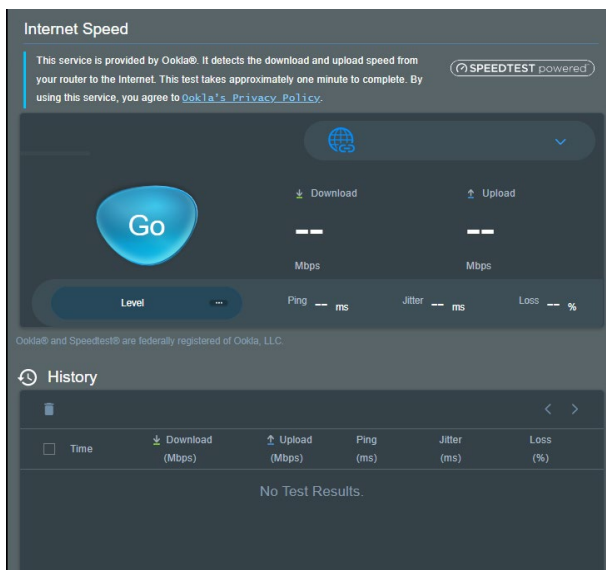 Internet Speed
This service is provided by Ookla®. It detects the download and upload speed from
your router to the Internet. This test takes approximately one minute to complete. By
using this service, you agree to Ookla's Privacy Policy.
SPEEDTEST powered
Go
Download
--
Mbps
Upload
--
Mbps
Level
Ping -- ms
Jitter -- ms
Loss -- %
Ookla® and Speedtest® are federally registered of Ookla, LLC.
History
Time
Download
(Mbps)
Upload
(Mbps)
Ping
(ms)
Jitter
(ms)
Loss
(%)
No Test Results.